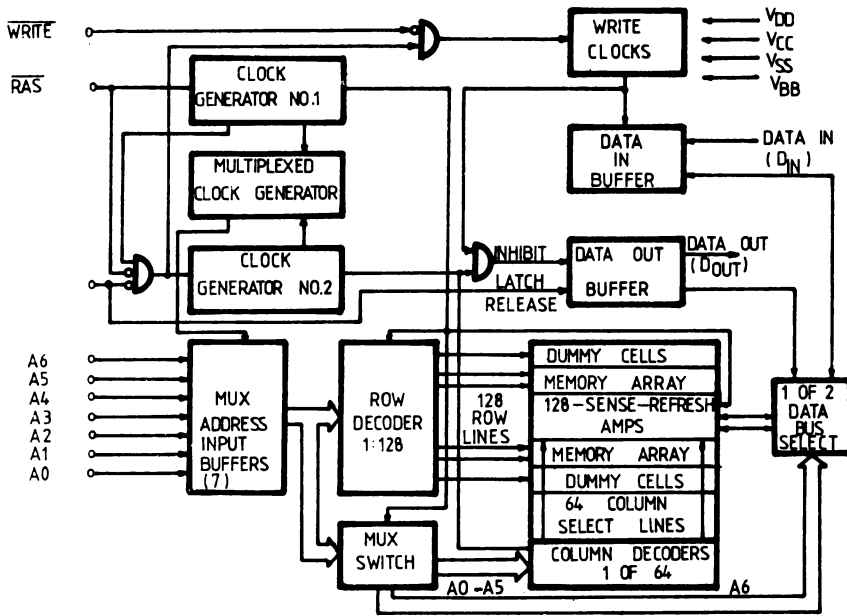 WRITE
WRITE
CLOCKS
VDD
VCC
VSS
VBB
RAS
CLOCK
GENERATOR NO.1
MULTIPLEXED
CLOCK GENERATOR
DATA
IN
BUFFER
DATA IN
(DIN)
CLOCK
GENERATOR NO.2
INHIBIT
LATCH
RELEASE
DATA OUT
BUFFER
DATA OUT
(DOUT)
A6
A5
A4
A3
A2
A1
A0
MUX
ADDRESS
INPUT
BUFFERS
(7)
ROW
DECODER
1:128
128
ROW
LINES
DUMMY CELLS
MEMORY ARRAY
128-SENSE-REFRESH
AMPS
MEMORY ARRAY
DUMMY CELLS
64 COLUMN
SELECT LINES
COLUMN DECODERS
1 OF 64
1 OF 2
DATA
BUS
SELECT
MUX
SWITCH
A0-A5
A6